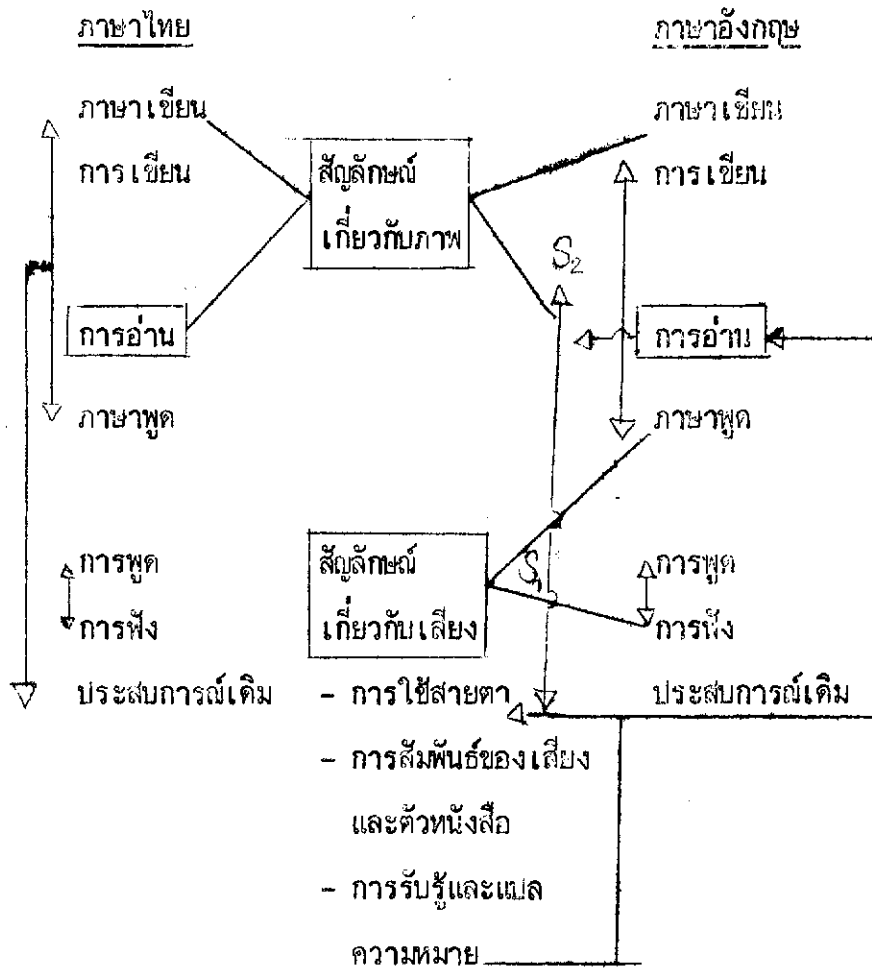 ภาษาไทย
ภาษาอังกฤษ
ภาษาเขียน
ภาษาเขียน
การเขียน
สัญลักษณ์
การเขียน
เกี่ยวกับภาพ
S2
การอ่าน
การอ่าน
ภาษาพูด
ภาษาพูด
การพูด
สัญลักษณ์
S1
การพูด
การฟัง
เกี่ยวกับเสียง
การฟัง
ประสบการณ์เดิม
- การใช้สายตา
ประสบการณ์เดิม
- การสัมพันธ์ของเสียง
และตัวหนังสือ
- การรับรู้และแปล
ความหมาย